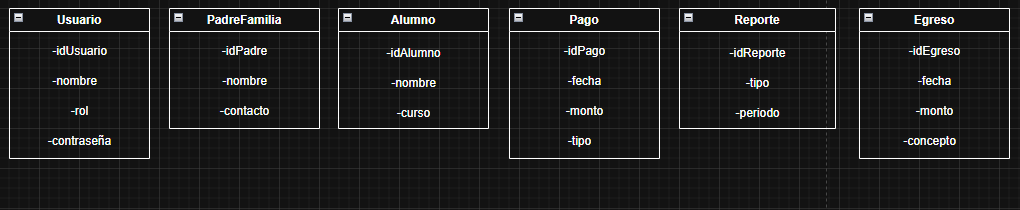 Usuario
-idUsuario
-nombre
-rol
-contraseña
PadreFamilia
-idPadre
-nombre
-contacto
Alumno
-idAlumno
-nombre
-curso
Pago
-idPago
-fecha
-monto
-tipo
Reporte
-idReporte
-tipo
-periodo
Egreso
-idEgreso
-fecha
-monto
-concepto